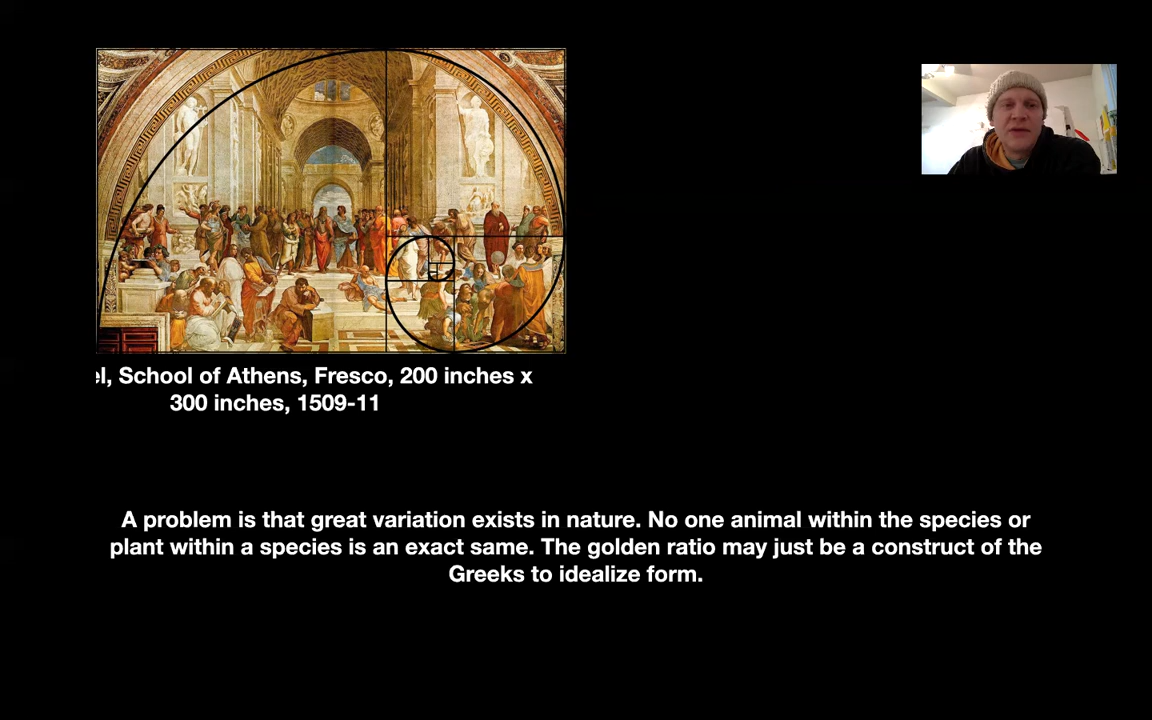 el, School of Athens, Fresco, 200 inches x
300 inches, 1509-11
A problem is that great variation exists in nature. No one animal within the species or
plant within a species is an exact same. The golden ratio may just be a construct of the
Greeks to idealize form.